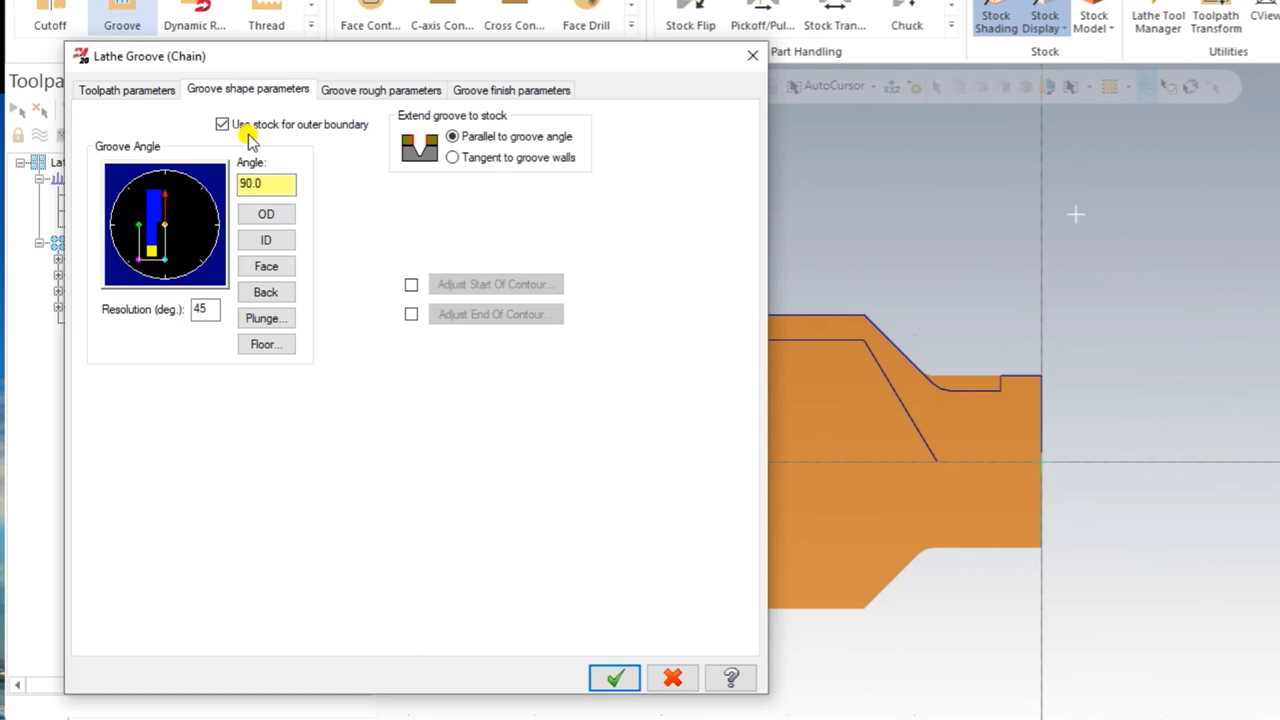 Cutoff Groove Dynamic R... Thread Face Cont... C-axis Con... Cross Con... Face Drill Stock Flip Pickoff/Pul... Stock Tran... Chuck Stock Shading Stock Display Stock Model Lathe Tool Manager Toolpath Transform CView
Part Handling Stock Utilities
20 Lathe Groove (Chain)
Toolpa
AutoCursor
Toolpath parameters Groove shape parameters Groove rough parameters Groove finish parameters
Use stock for outer boundary
Extend groove to stock
Parallel to groove angle
Tangent to groove walls
Groove Angle
Angle:
90.0
OD
ID
Face
Back
Plunge...
Floor...
Resolution (deg.): 45
Adjust Start Of Contour...
Adjust End Of Contour...
Lat